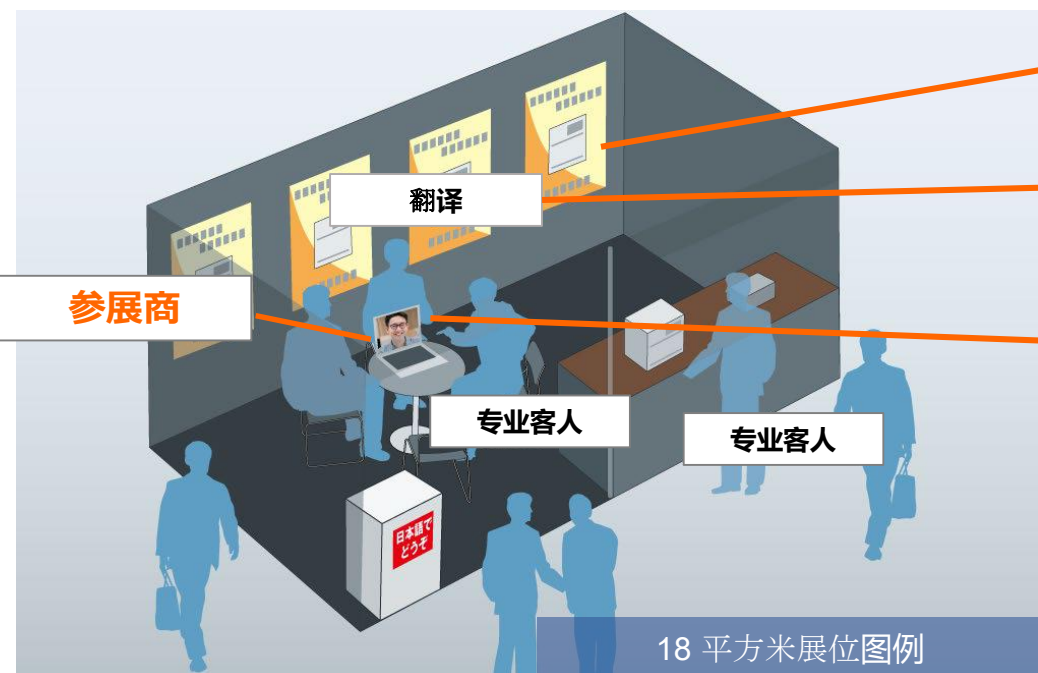 翻译
参展商
专业客人
专业客人
日本語で
どうぞ
18 平方米展位图例